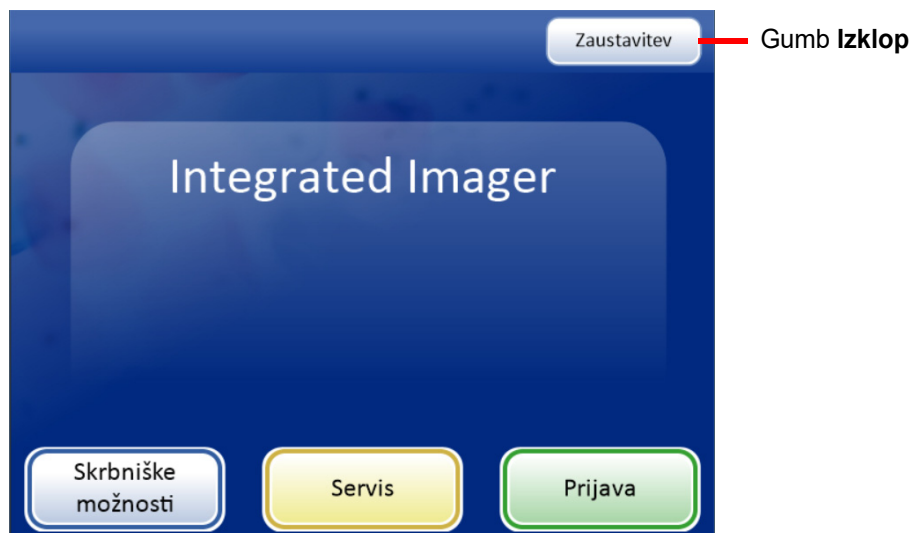 Zaustavitev
Gumb Izklop
Integrated Imager
Skrbniške
možnosti
Servis
Prijava